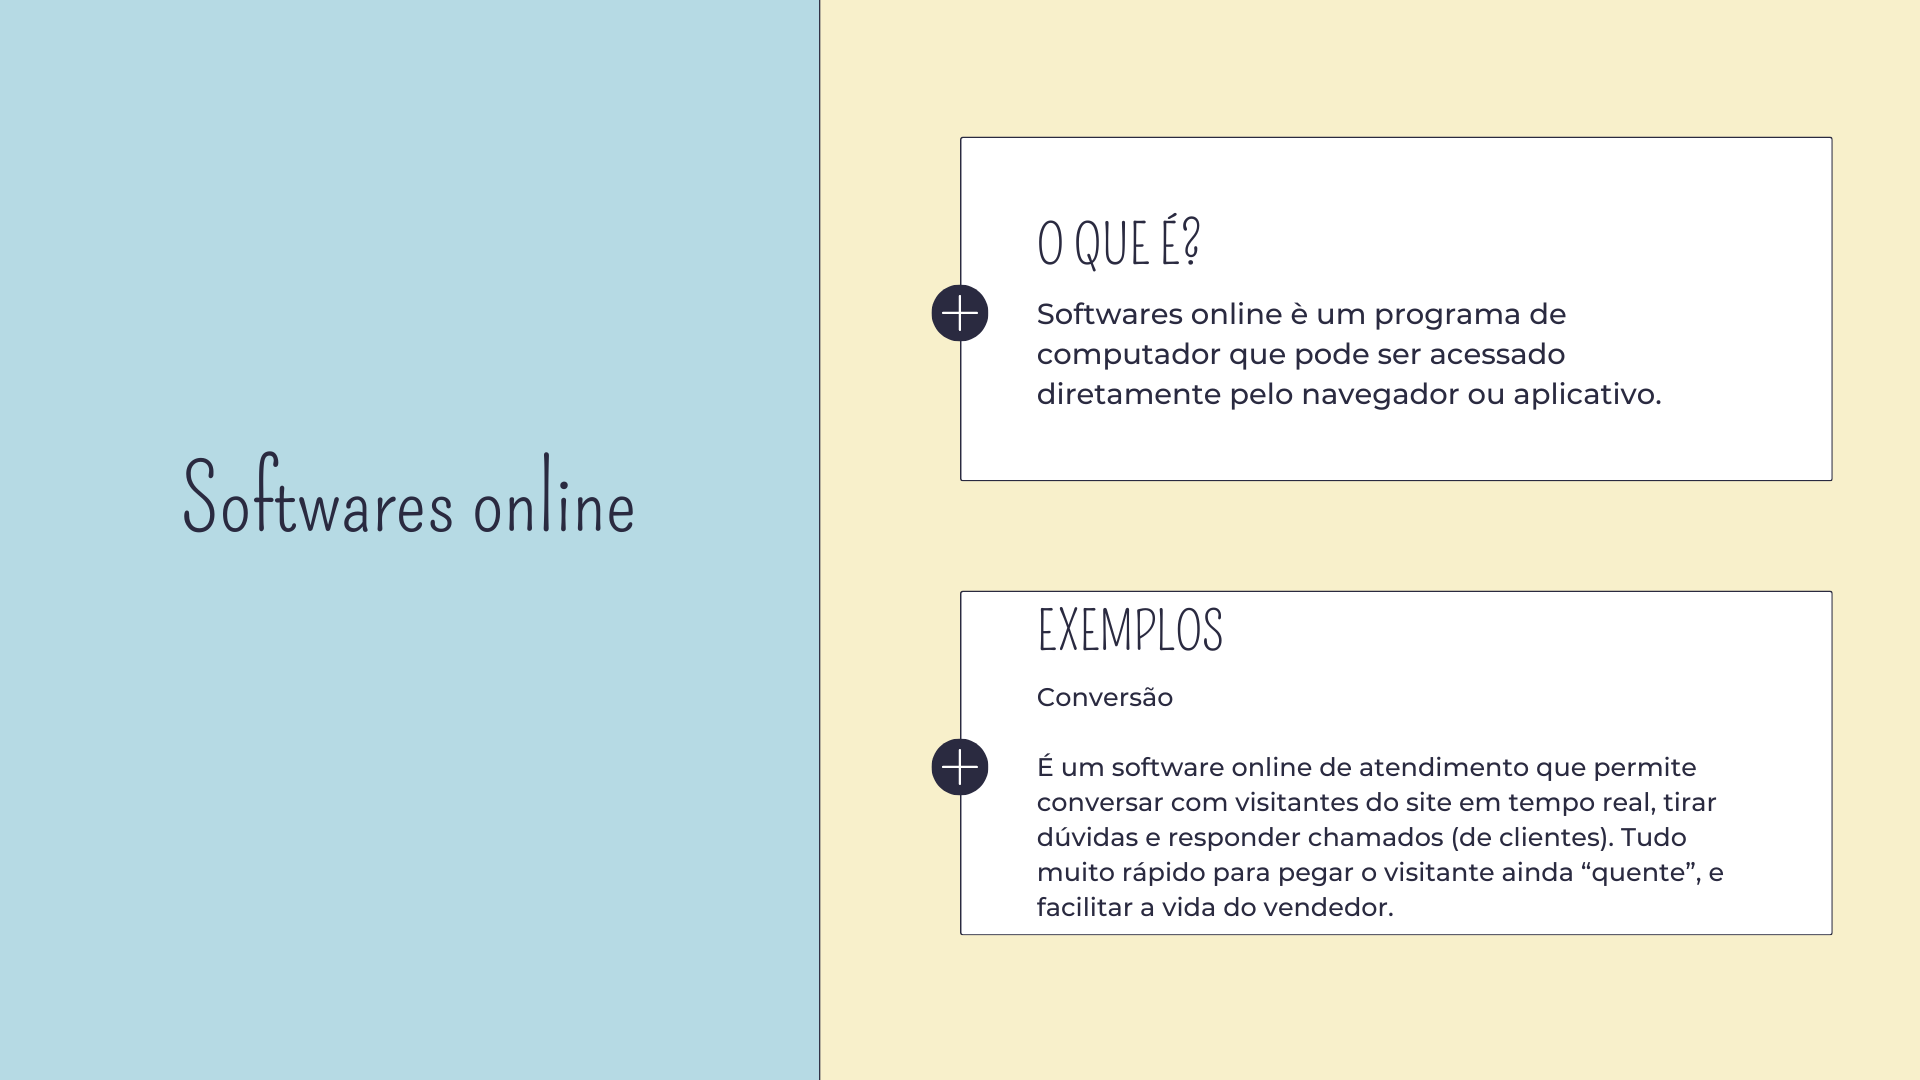 Softwares online
O QUE É?
Softwares online è um programa de
computador que pode ser acessado
diretamente pelo navegador ou aplicativo.
EXEMPLOS
Conversão
É um software online de atendimento que permite
conversar com visitantes do site em tempo real, tirar
dúvidas e responder chamados (de clientes). Tudo
muito rápido para pegar o visitante ainda “quente”, e
facilitar a vida do vendedor.